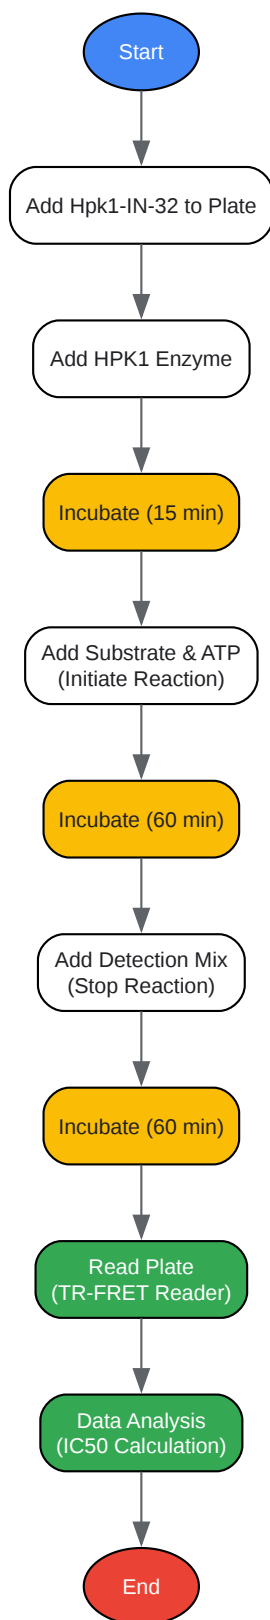 Start
Add Hpk1-IN-32 to Plate
Add HPK1 Enzyme
Incubate (15 min)
Add Substrate & ATP
(Initiate Reaction)
Incubate (60 min)
Add Detection Mix
(Stop Reaction)
Incubate (60 min)
Read Plate
(TR-FRET Reader)
Data Analysis
(IC50 Calculation)
End